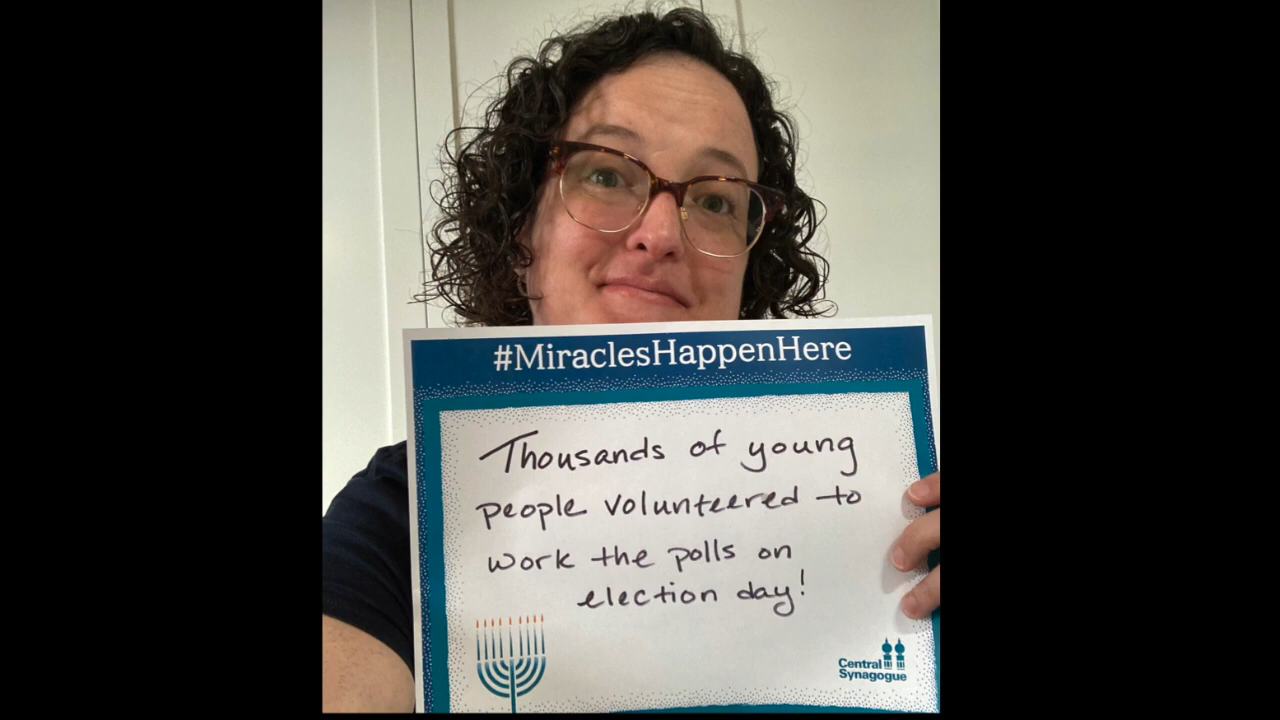 #MiraclesHappenHere
Thousands of young
people volunteered to
work the polls on
election day!
Central
Synagogue